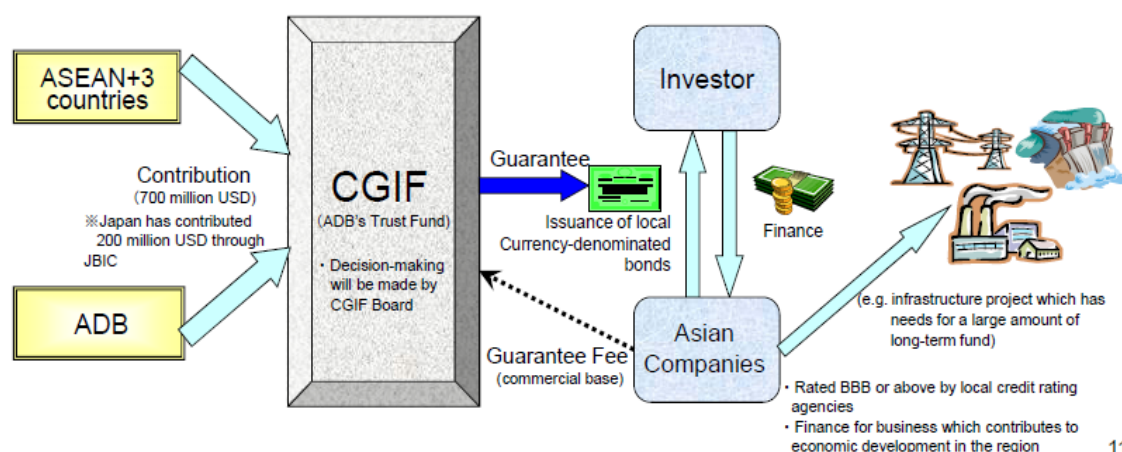 ASEAN+3
countries
Contribution
(700 million USD)
※Japan has contributed
200 million USD through
JBIC
ADB
CGIF
(ADB's Trust Fund)
・Decision-making
will be made by
CGIF Board
Guarantee
Issuance of local
Currency-denominated
bonds
Guarantee Fee
(commercial base)
Investor
Finance
Asian
Companies
(e.g. infrastructure project which has
needs for a large amount of
long-term fund)
・Rated BBB or above by local credit rating
agencies
・Finance for business which contributes to
economic development in the region